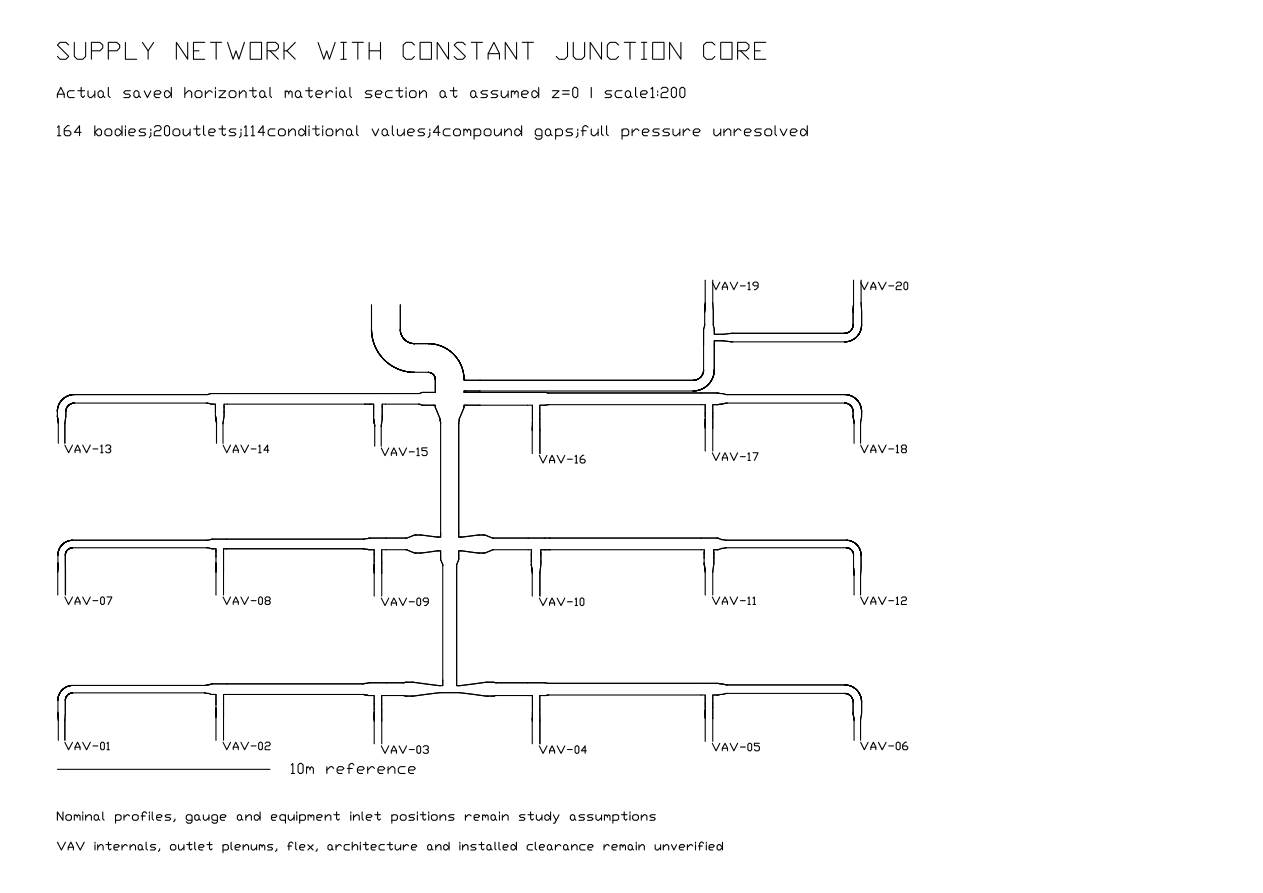 SUPPLY NETWORK WITH CONSTANT JUNCTION CORE
Actual saved horizontal material section at assumed z=0 | scale1:200
164 bodies;20outlets;114conditional values;4compound gaps;full pressure unresolved
VAV-19
VAV-20
VAV-13
VAV-14
VAV-15
VAV-16
VAV-17
VAV-18
VAV-07
VAV-08
VAV-09
VAV-10
VAV-11
VAV-12
VAV-01
VAV-02
VAV-03
VAV-04
VAV-05
VAV-06
10m reference
Nominal profiles, gauge and equipment inlet positions remain study assumptions
VAV internals, outlet plenums, flex, architecture and installed clearance remain unverified